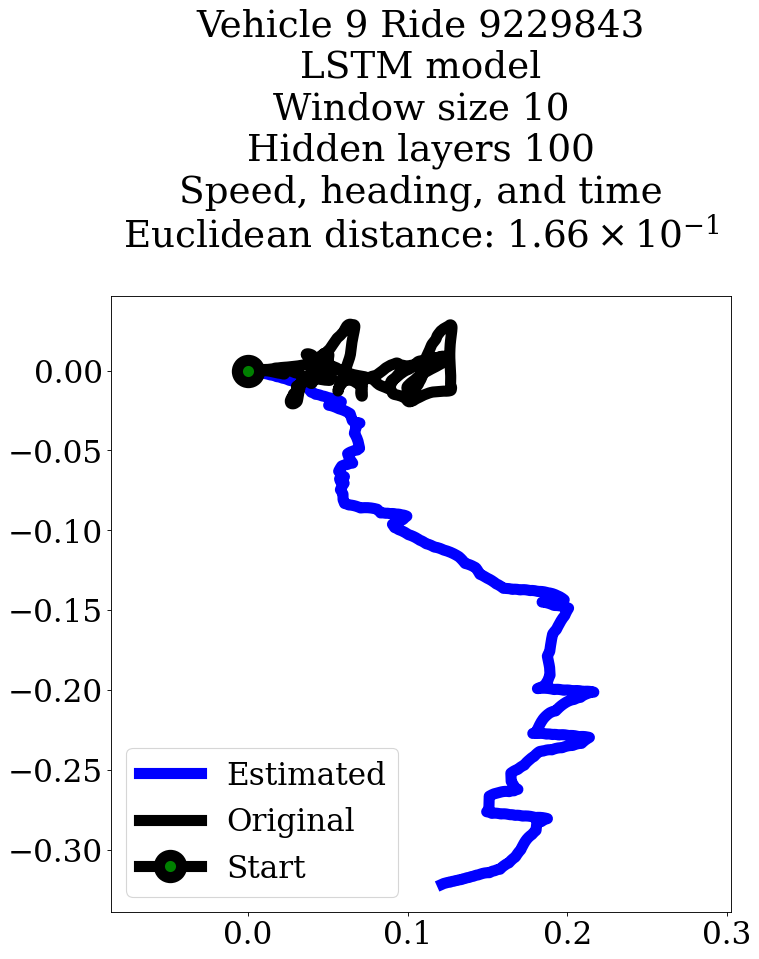 Vehicle 9 Ride 9229843
LSTM model
Window size 10
Hidden layers 100
Speed, heading, and time
Euclidean distance: 1.66 × 10⁻¹
0.00
−0.05
−0.10
−0.15
−0.20
−0.25
−0.30
Estimated
Original
Start
0.0 0.1 0.2 0.3